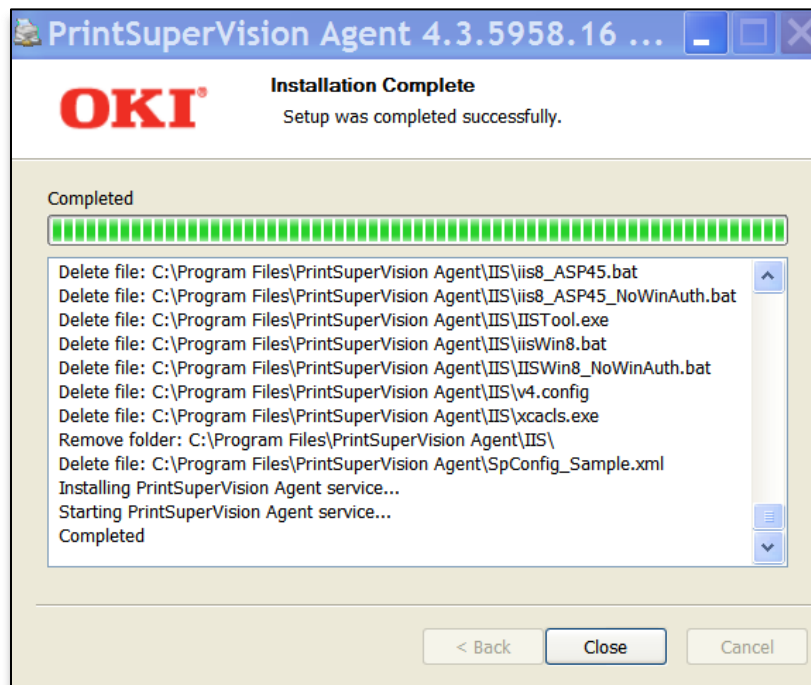 PrintSuperVision Agent 4.3.5958.16 ...
OKI®
Installation Complete
Setup was completed successfully.
Completed
Delete file: C:\Program Files\PrintSuperVision Agent\IIS\iis8_ASP45.bat
Delete file: C:\Program Files\PrintSuperVision Agent\IIS\iis8_ASP45_NoWinAuth.bat
Delete file: C:\Program Files\PrintSuperVision Agent\IIS\IISTool.exe
Delete file: C:\Program Files\PrintSuperVision Agent\IIS\iisWin8.bat
Delete file: C:\Program Files\PrintSuperVision Agent\IIS\IISWin8_NoWinAuth.bat
Delete file: C:\Program Files\PrintSuperVision Agent\IIS\v4.config
Delete file: C:\Program Files\PrintSuperVision Agent\IIS\xcacls.exe
Remove folder: C:\Program Files\PrintSuperVision Agent\IIS\
Delete file: C:\Program Files\PrintSuperVision Agent\SpConfig_Sample.xml
Installing PrintSuperVision Agent service...
Starting PrintSuperVision Agent service...
Completed
< Back
Close
Cancel